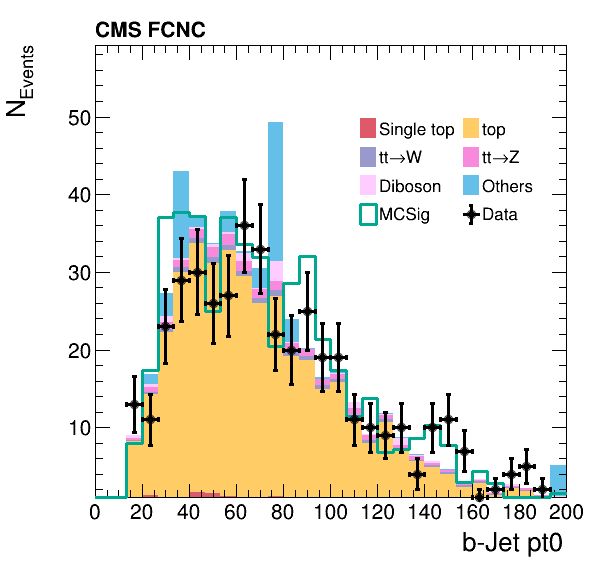 CMS FCNC
N_Events
50
40
30
20
10
Single top
top
tt→W
tt→Z
Diboson
Others
MCSig
Data
0 20 40 60 80 100 120 140 160 180 200
b-Jet pt0